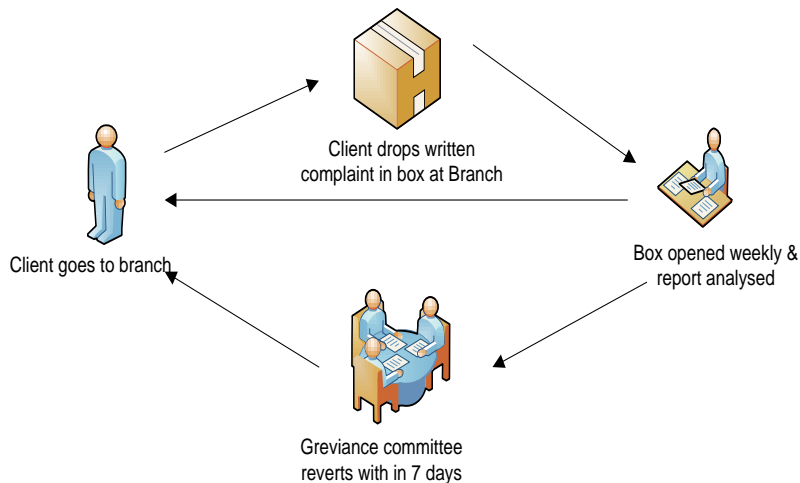 Client drops written
complaint in box at Branch
Client goes to branch
Box opened weekly &
report analysed
Greviance committee
reverts with in 7 days